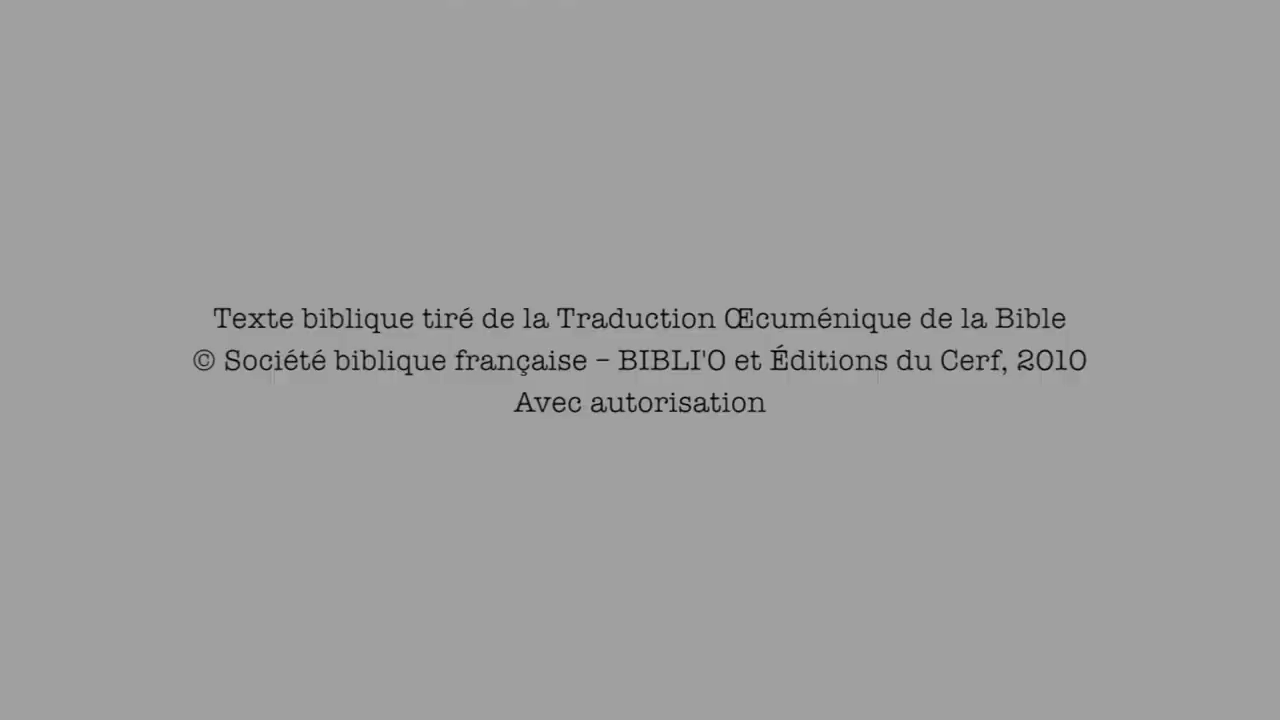 Texte biblique tiré de la Traduction Œcuménique de la Bible
© Société biblique française – BIBLI'O et Éditions du Cerf, 2010
Avec autorisation